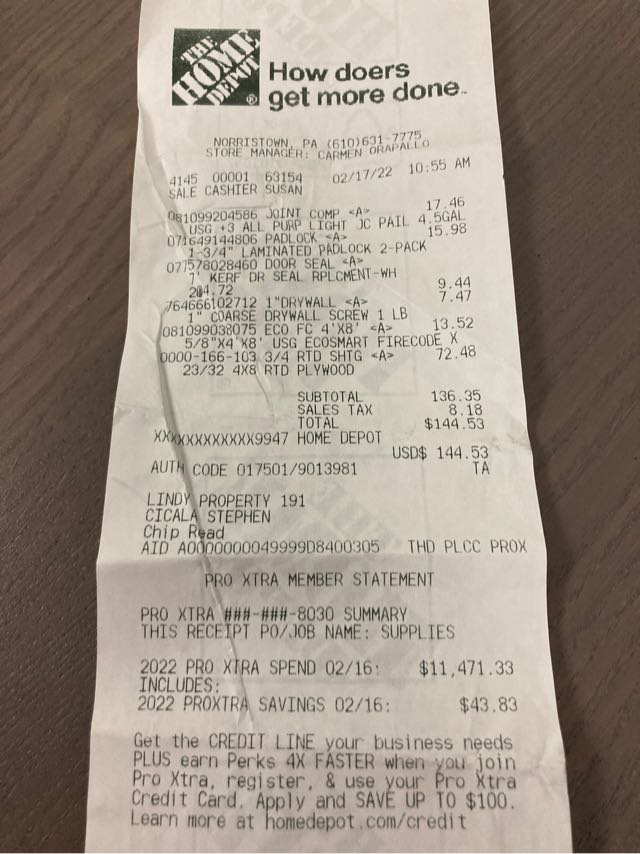 THE
HOME
DEPOT
How doers
get more done.
NORRISTOWN, PA (610)631-7775
STORE MANAGER: CARMEN ORAPALLO
4145 00001 63154 02/17/22 10:55 AM
SALE CASHIER SUSAN
081099204586 JOINT COMP <A> 17.46
USG +3 ALL PURP LIGHT JC PAIL 4.5GAL
071649144806 PADLOCK <A> 15.98
1-3/4" LAMINATED PADLOCK 2-PACK
077578028460 DOOR SEAL <A>
7' KERF DR SEAL RPLCMENT-WH
2@4.72 9.44
764666102712 1"DRYWALL <A> 7.47
1" COARSE DRYWALL SCREW 1 LB
081099038075 ECO FC 4'X8' <A> 13.52
5/8"X4'X8' USG ECOSMART FIRECODE X
0000-166-103 3/4 RTD SHTG <A> 72.48
23/32 4X8 RTD PLYWOOD
SUBTOTAL 136.35
SALES TAX 8.18
TOTAL $144.53
XXXXXXXXXXXX9947 HOME DEPOT
USD$ 144.53
AUTH CODE 017501/9013981 TA
LINDY PROPERTY 191
CICALA STEPHEN
Chip Read
AID A0000000049999D8400305 THD PLCC PROX
PRO XTRA MEMBER STATEMENT
PRO XTRA ###-###-8030 SUMMARY
THIS RECEIPT PO/JOB NAME: SUPPLIES
2022 PRO XTRA SPEND 02/16: $11,471.33
INCLUDES:
2022 PROXTRA SAVINGS 02/16: $43.83
Get the CREDIT LINE your business needs
PLUS earn Perks 4X FASTER when you join
Pro Xtra, register, & use your Pro Xtra
Credit Card. Apply and SAVE UP TO $100.
Learn more at homedepot.com/credit